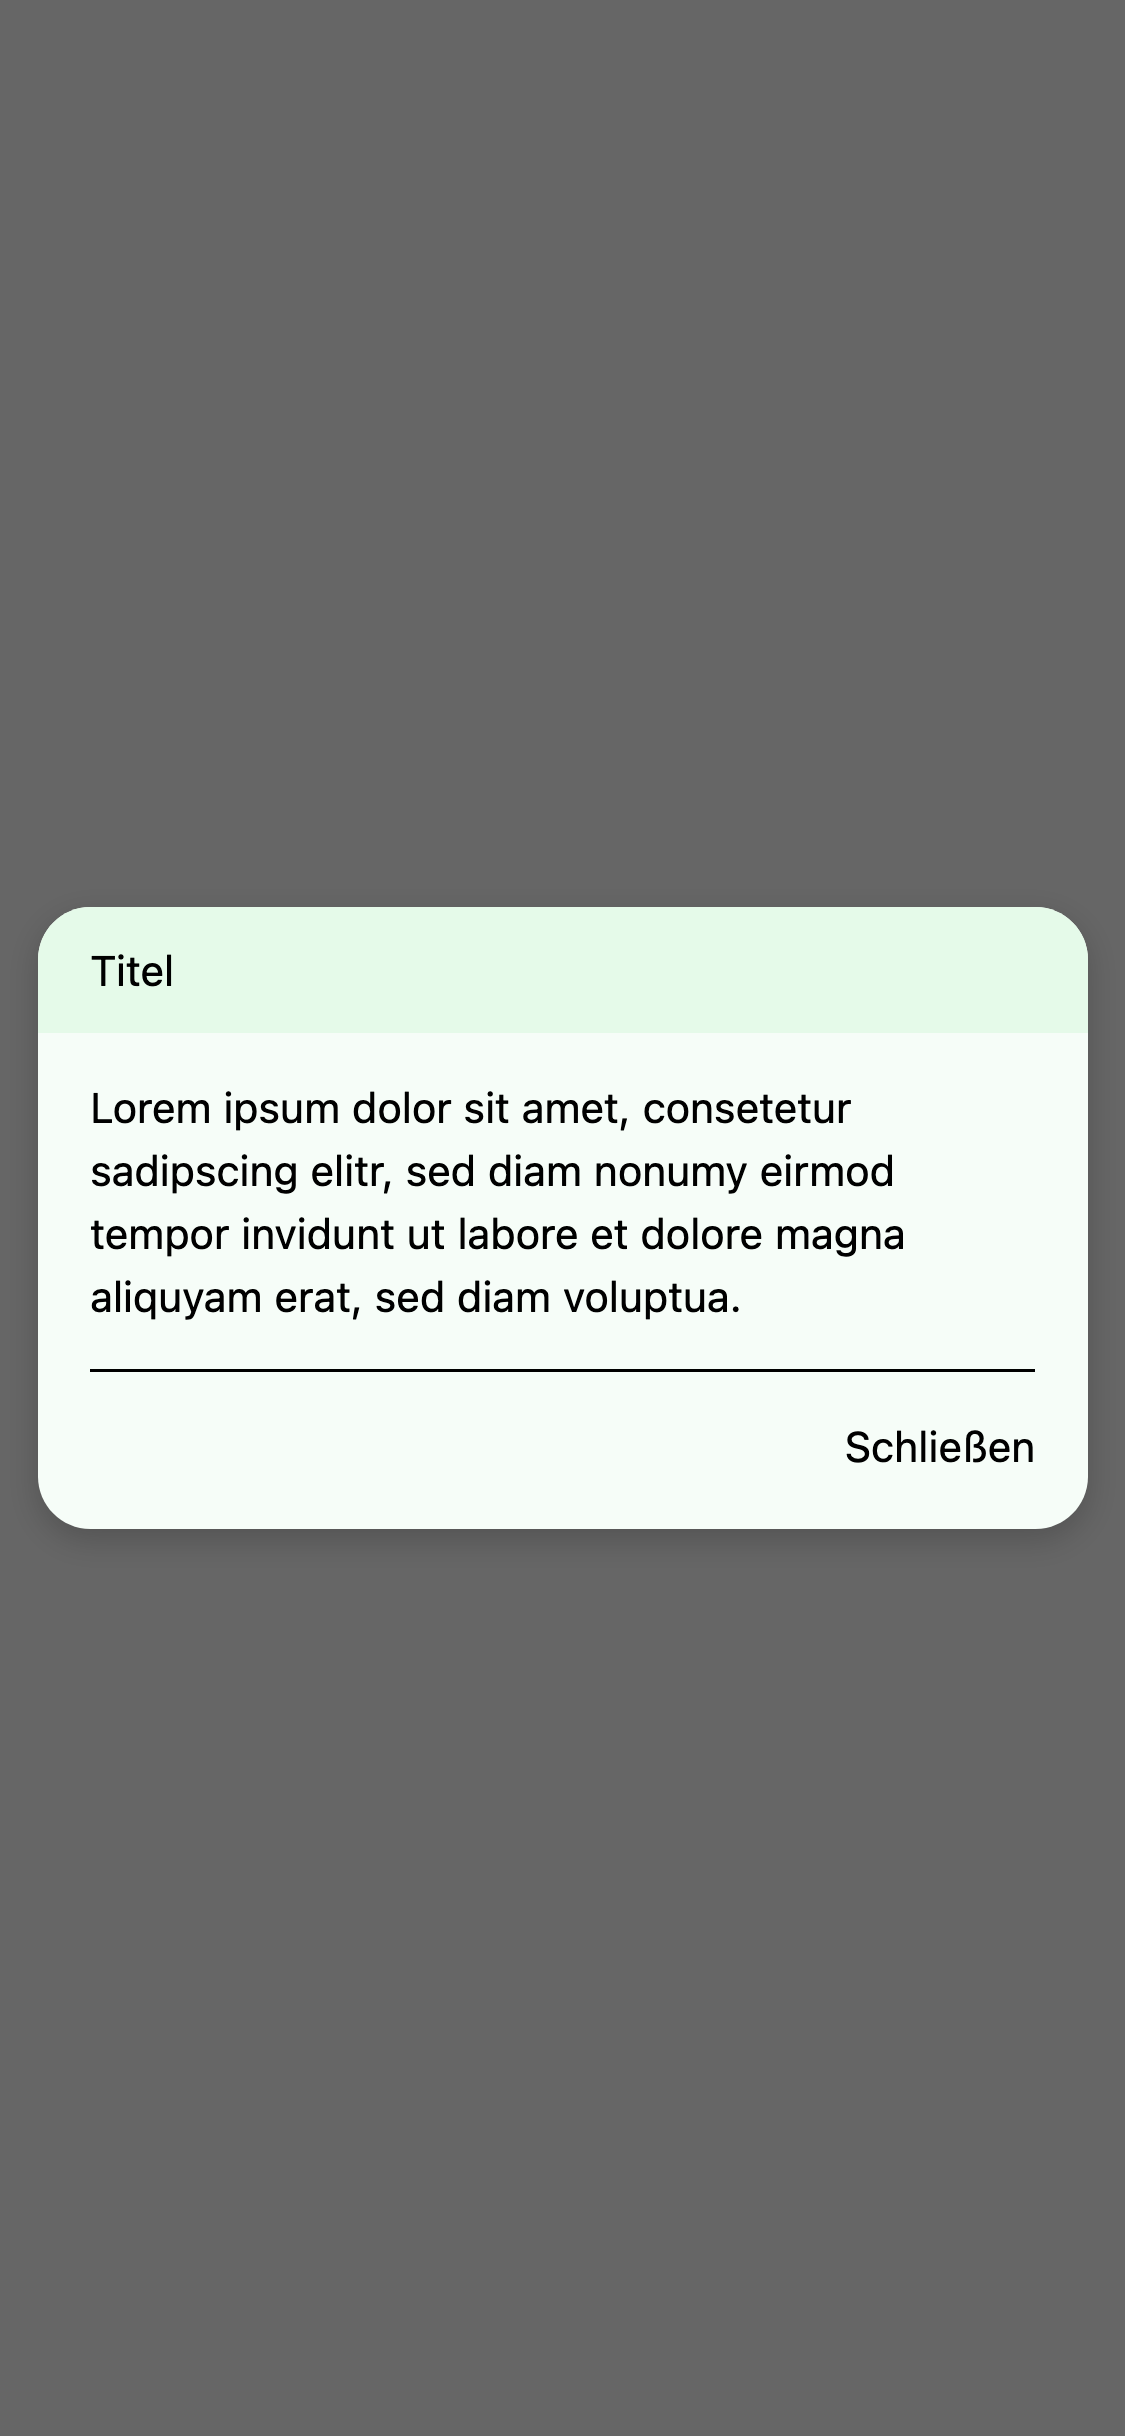 Titel
Lorem ipsum dolor sit amet, consetetur
sadipscing elitr, sed diam nonumy eirmod
tempor invidunt ut labore et dolore magna
aliquyam erat, sed diam voluptua.
Schließen